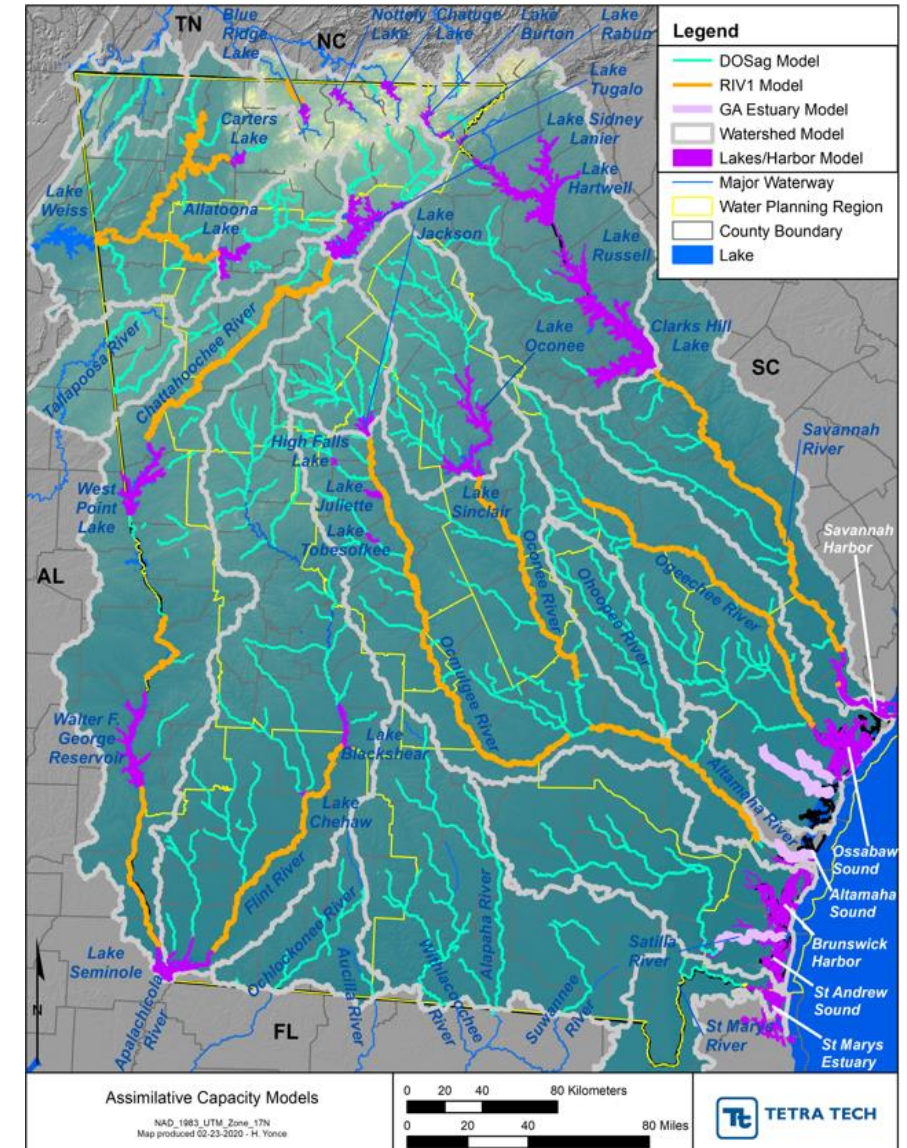 TN
NC
Blue
Ridge
Lake
Nottely
Lake
Chatuge
Lake
Lake
Burton
Lake
Rabun
Lake
Tugalo
Lake Sidney
Lanier
Carters
Lake
Lake
Hartwell
Lake
Weiss
Allatoona
Lake
Lake
Jackson
Lake
Russell
Lake
Oconee
Clarks Hill
Lake
SC
Tallapoosa River
Chattahoochee River
High Falls
Lake
Lake
Juliette
Lake
Tobesofkee
West
Point
Lake
Lake
Sinclair
Savannah
River
Savannah
Harbor
AL
Oconee River
Ohoopee River
Ogeechee River
Ocmulgee River
Walter F.
George
Reservoir
Lake
Blackshear
Lake
Chehaw
Altamaha River
Flint River
Ossabaw
Sound
Altamaha
Sound
Brunswick
Harbor
St Andrew
Sound
St Marys
Estuary
Lake
Seminole
Apalachicola
River
Ochlockonee River
Aucilla River
Withlacoochee
River
Alapaha River
Suwannee
River
Satilla
River
St Marys
River
FL
N
Legend
DOSag Model
RIV1 Model
GA Estuary Model
Watershed Model
Lakes/Harbor Model
Major Waterway
Water Planning Region
County Boundary
Lake
Assimilative Capacity Models
NAD_1983_UTM_Zone_17N
Map produced 02-23-2020 - H. Yonce
0 20 40 80 Kilometers
0 20 40 80 Miles
Tt TETRA TECH